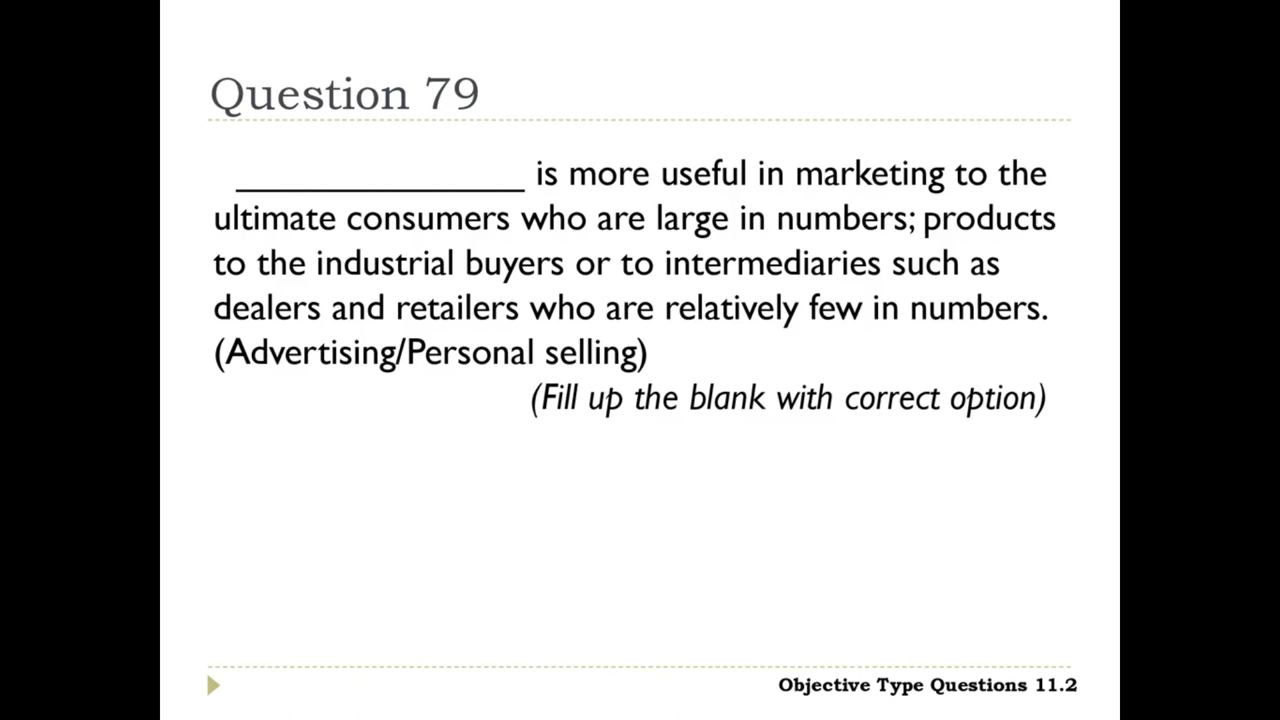 Question 79
________________ is more useful in marketing to the
ultimate consumers who are large in numbers; products
to the industrial buyers or to intermediaries such as
dealers and retailers who are relatively few in numbers.
(Advertising/Personal selling)
(Fill up the blank with correct option)
Objective Type Questions 11.2